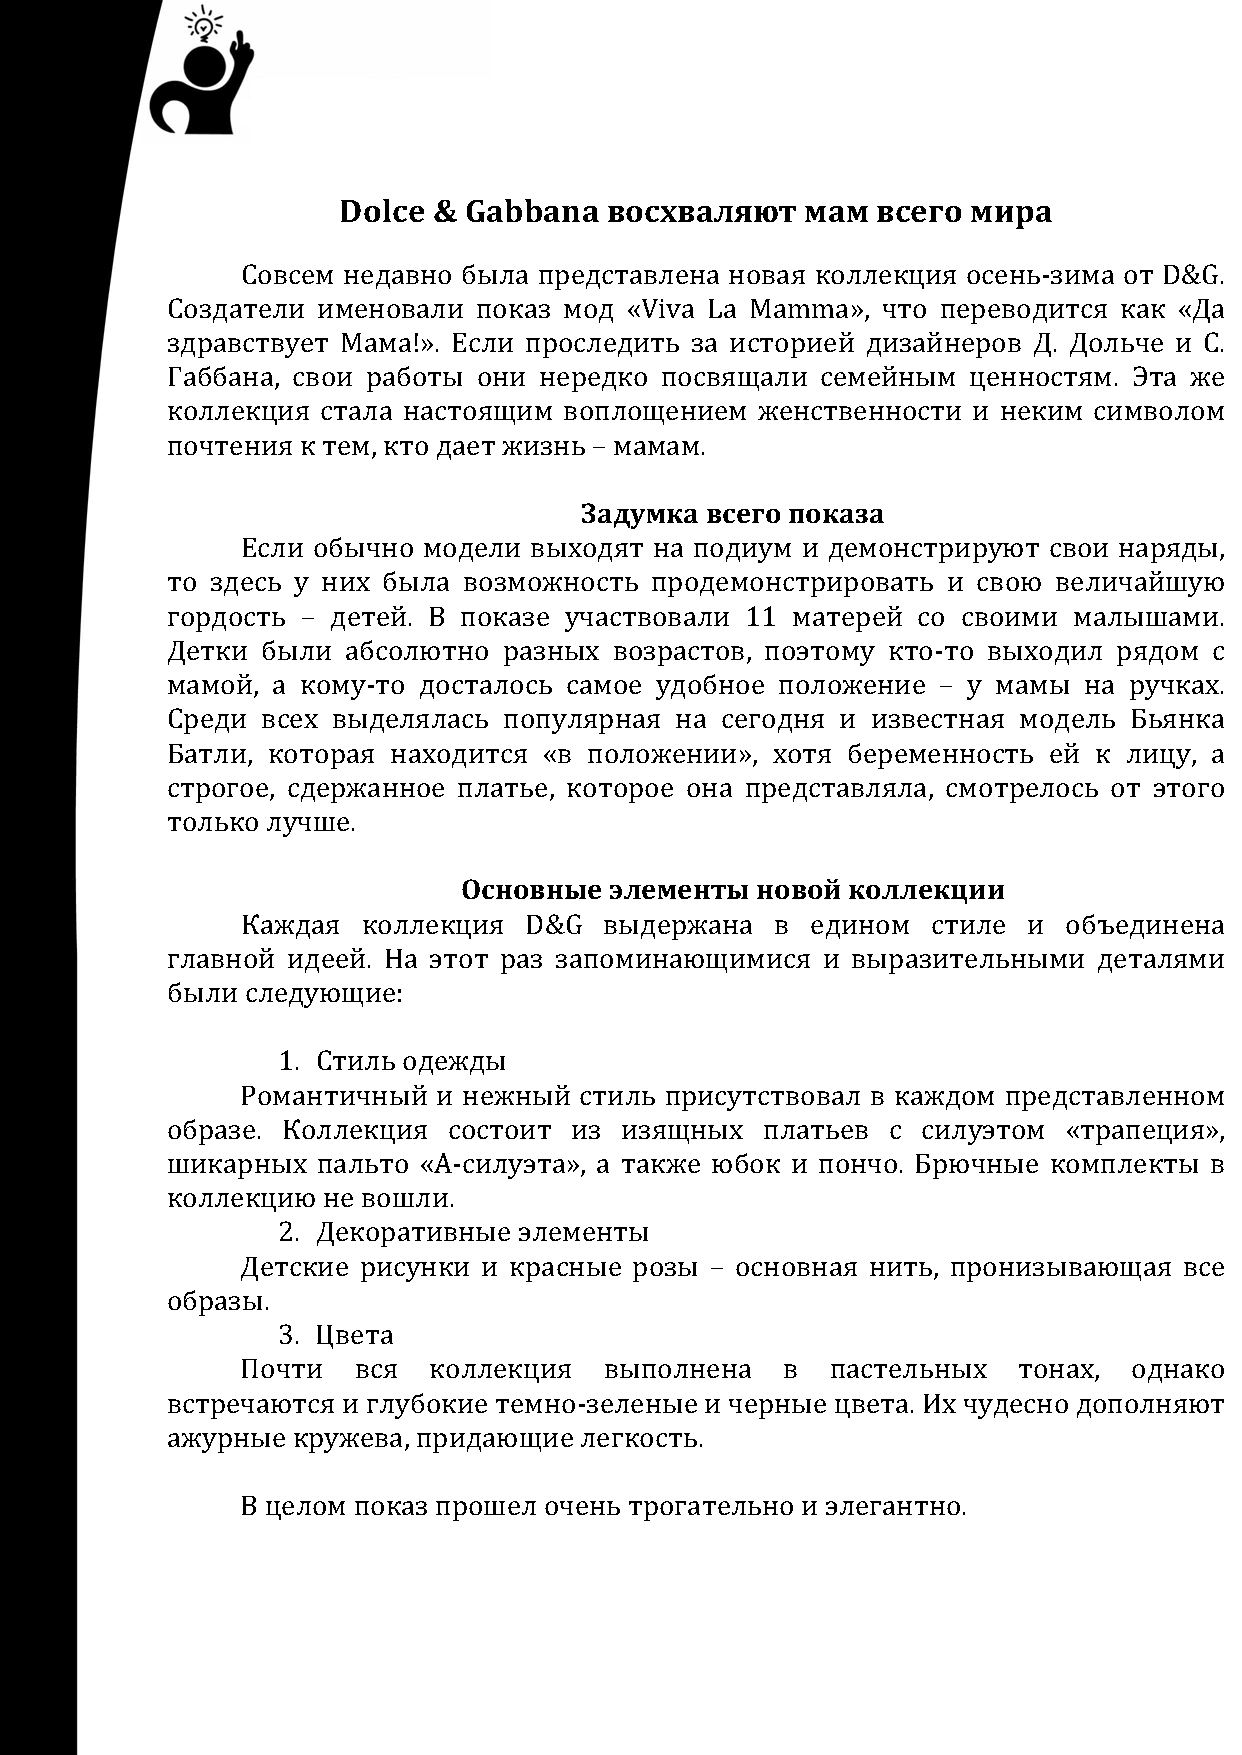 Dolce & Gabbana восхваляют мам всего мира
Совсем недавно была представлена новая коллекция осень-зима от D&G.
Создатели именовали показ мод «Viva La Mamma», что переводится как «Да
здравствует Мама!». Если проследить за историей дизайнеров Д. Дольче и С.
Габбана, свои работы они нередко посвящали семейным ценностям. Эта же
коллекция стала настоящим воплощением женственности и неким символом
почтения к тем, кто дает жизнь – мамам.
Задумка всего показа
Если обычно модели выходят на подиум и демонстрируют свои наряды,
то здесь у них была возможность продемонстрировать и свою величайшую
гордость – детей. В показе участвовали 11 матерей со своими малышами.
Детки были абсолютно разных возрастов, поэтому кто-то выходил рядом с
мамой, а кому-то досталось самое удобное положение – у мамы на ручках.
Среди всех выделялась популярная на сегодня и известная модель Бьянка
Батли, которая находится «в положении», хотя беременность ей к лицу, а
строгое, сдержанное платье, которое она представляла, смотрелось от этого
только лучше.
Основные элементы новой коллекции
Каждая коллекция D&G выдержана в едином стиле и объединена
главной идеей. На этот раз запоминающимися и выразительными деталями
были следующие:
1. Стиль одежды
Романтичный и нежный стиль присутствовал в каждом представленном
образе. Коллекция состоит из изящных платьев с силуэтом «трапеция»,
шикарных пальто «А-силуэта», а также юбок и пончо. Брючные комплекты в
коллекцию не вошли.
2. Декоративные элементы
Детские рисунки и красные розы – основная нить, пронизывающая все
образы.
3. Цвета
Почти вся коллекция выполнена в пастельных тонах, однако
встречаются и глубокие темно-зеленые и черные цвета. Их чудесно дополняют
ажурные кружева, придающие легкость.
В целом показ прошел очень трогательно и элегантно.